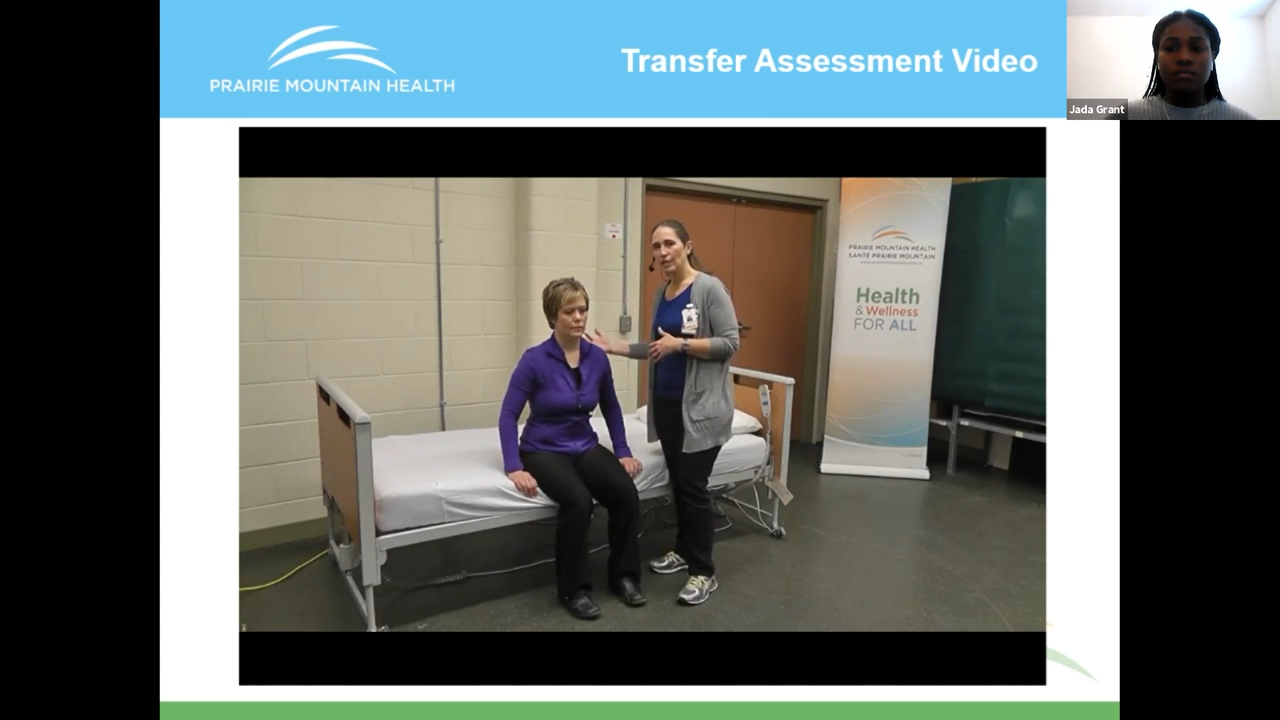 PRAIRIE MOUNTAIN HEALTH
Transfer Assessment Video
Jada Grant
PRAIRIE MOUNTAIN HEALTH
SANTÉ PRAIRIE MOUNTAIN
Health
& Wellness
FOR ALL